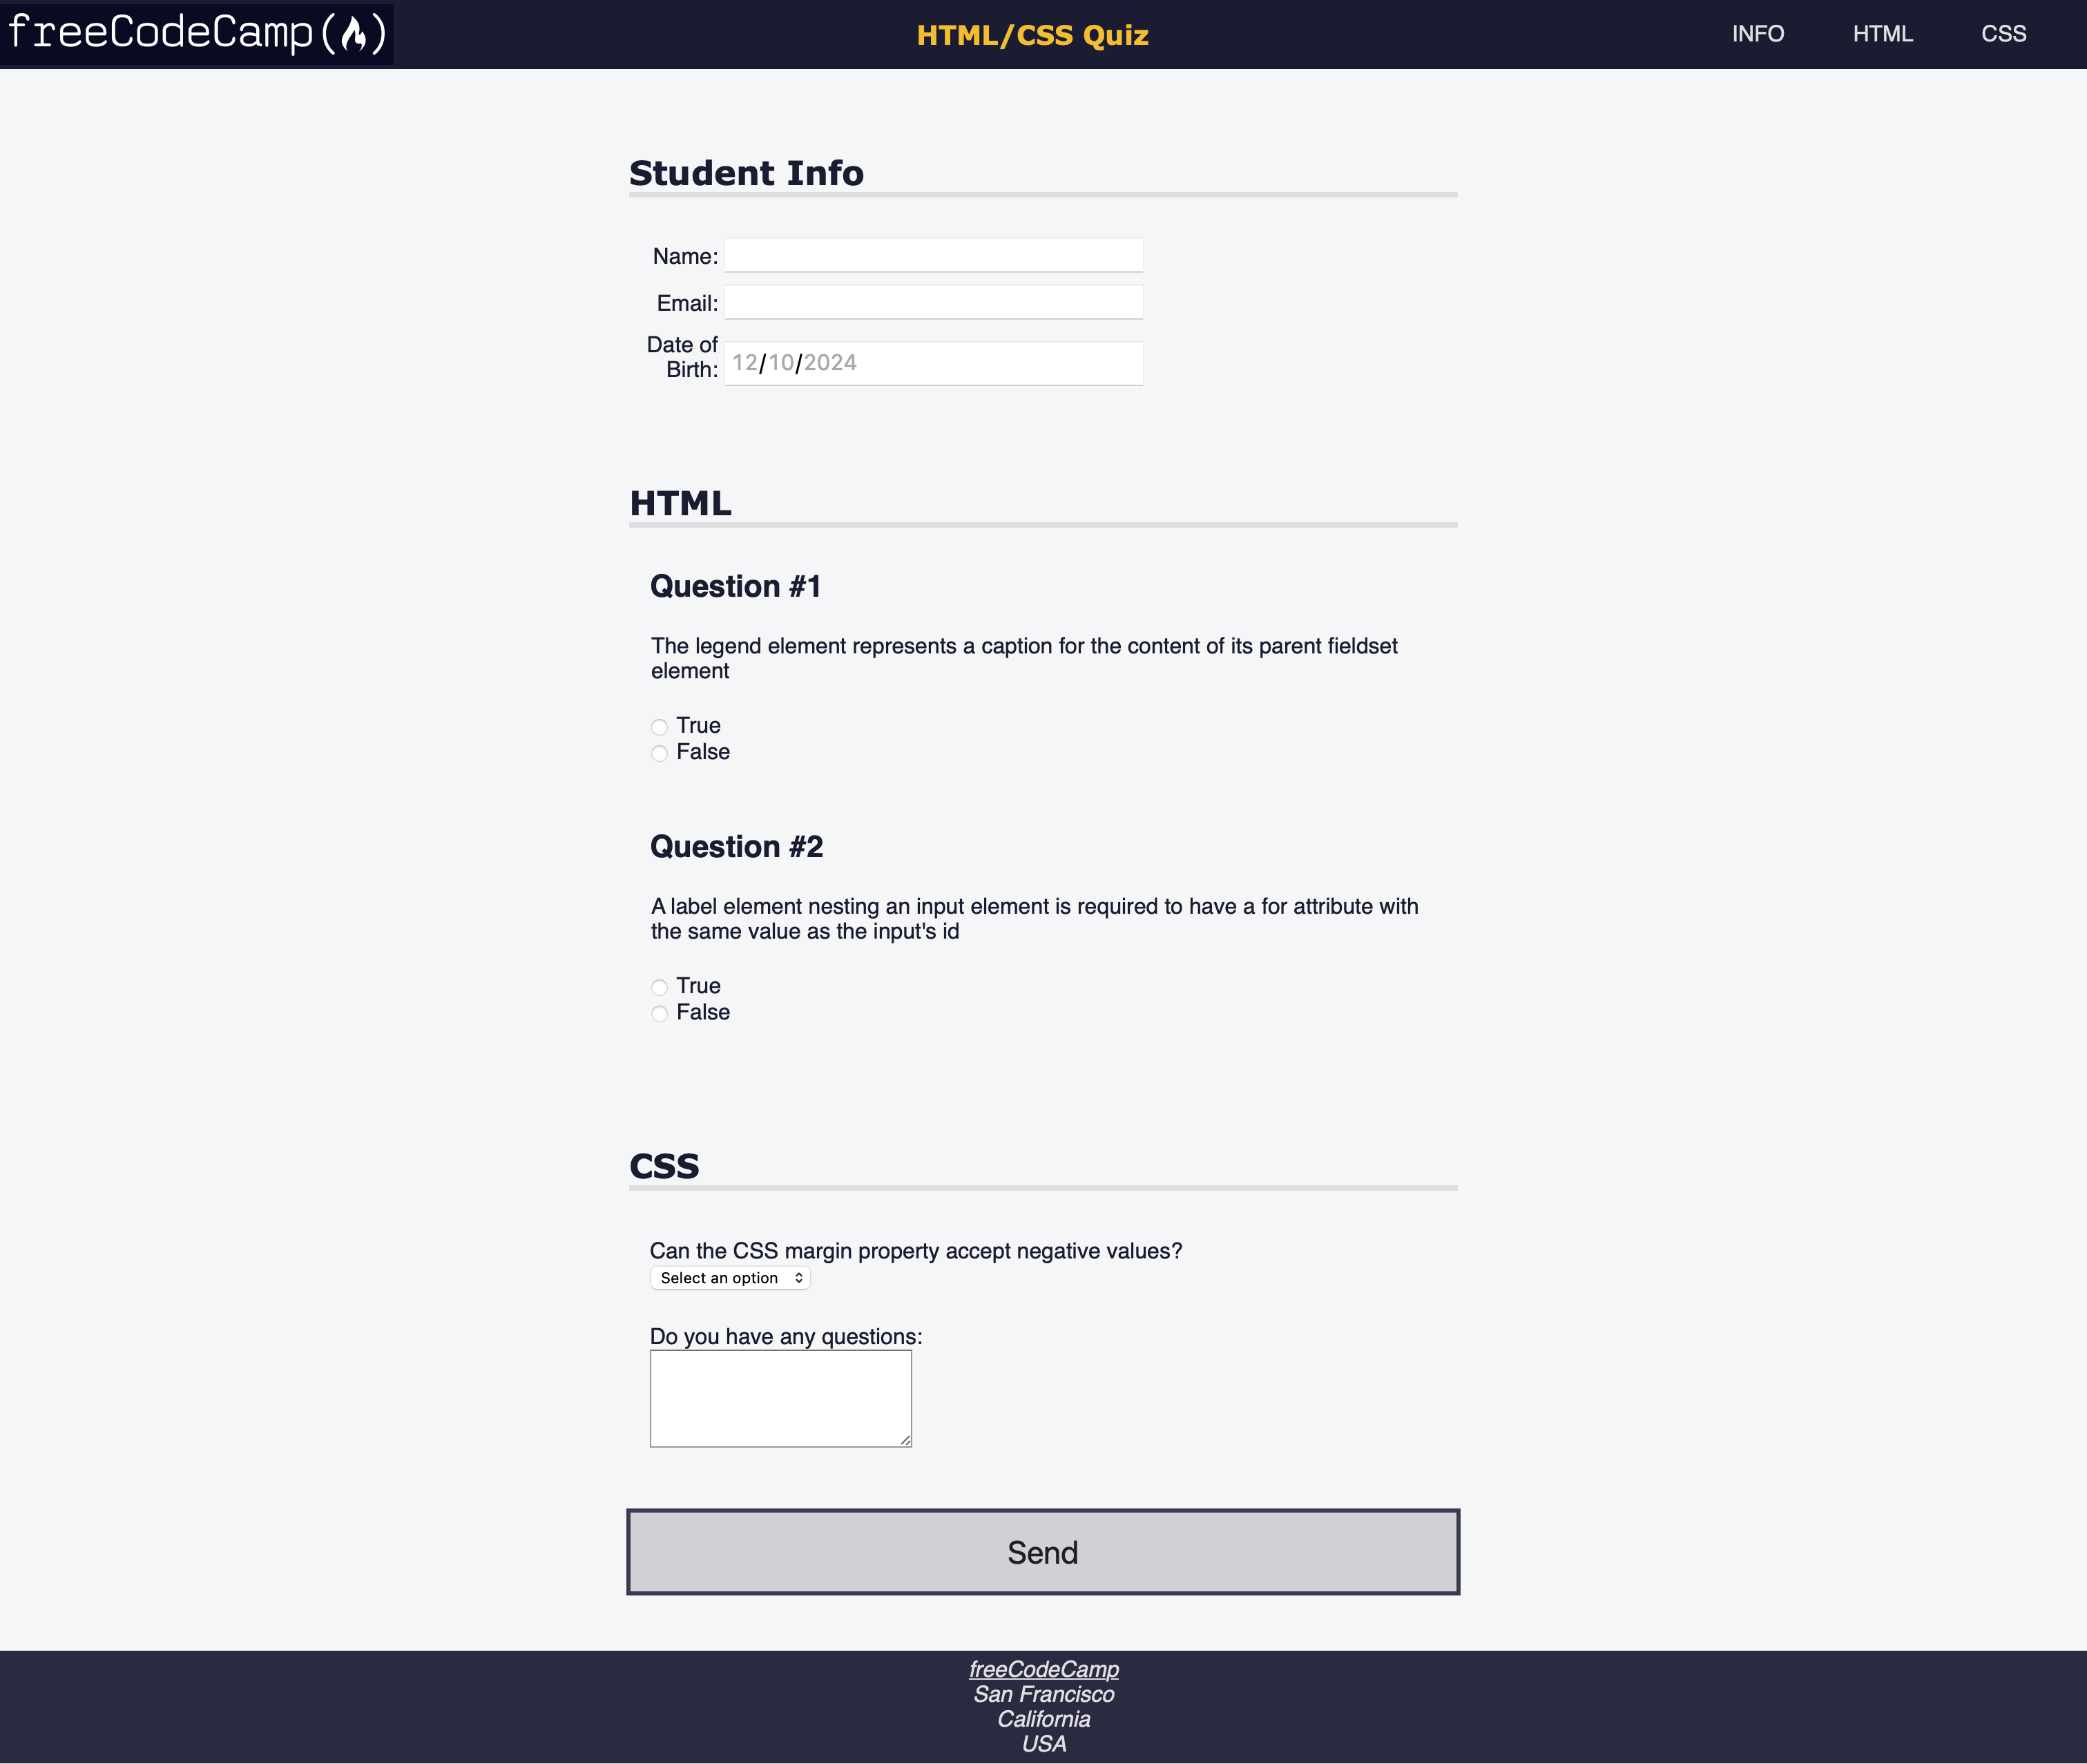 freeCodeCamp
HTML/CSS Quiz
INFO
HTML
CSS
Student Info
Name:
Email:
Date of
Birth:
12/10/2024
HTML
Question #1
The legend element represents a caption for the content of its parent fieldset
element
True
False
Question #2
A label element nesting an input element is required to have a for attribute with
the same value as the input's id
True
False
CSS
Can the CSS margin property accept negative values?
Select an option
Do you have any questions:
Send
freeCodeCamp
San Francisco
California
USA